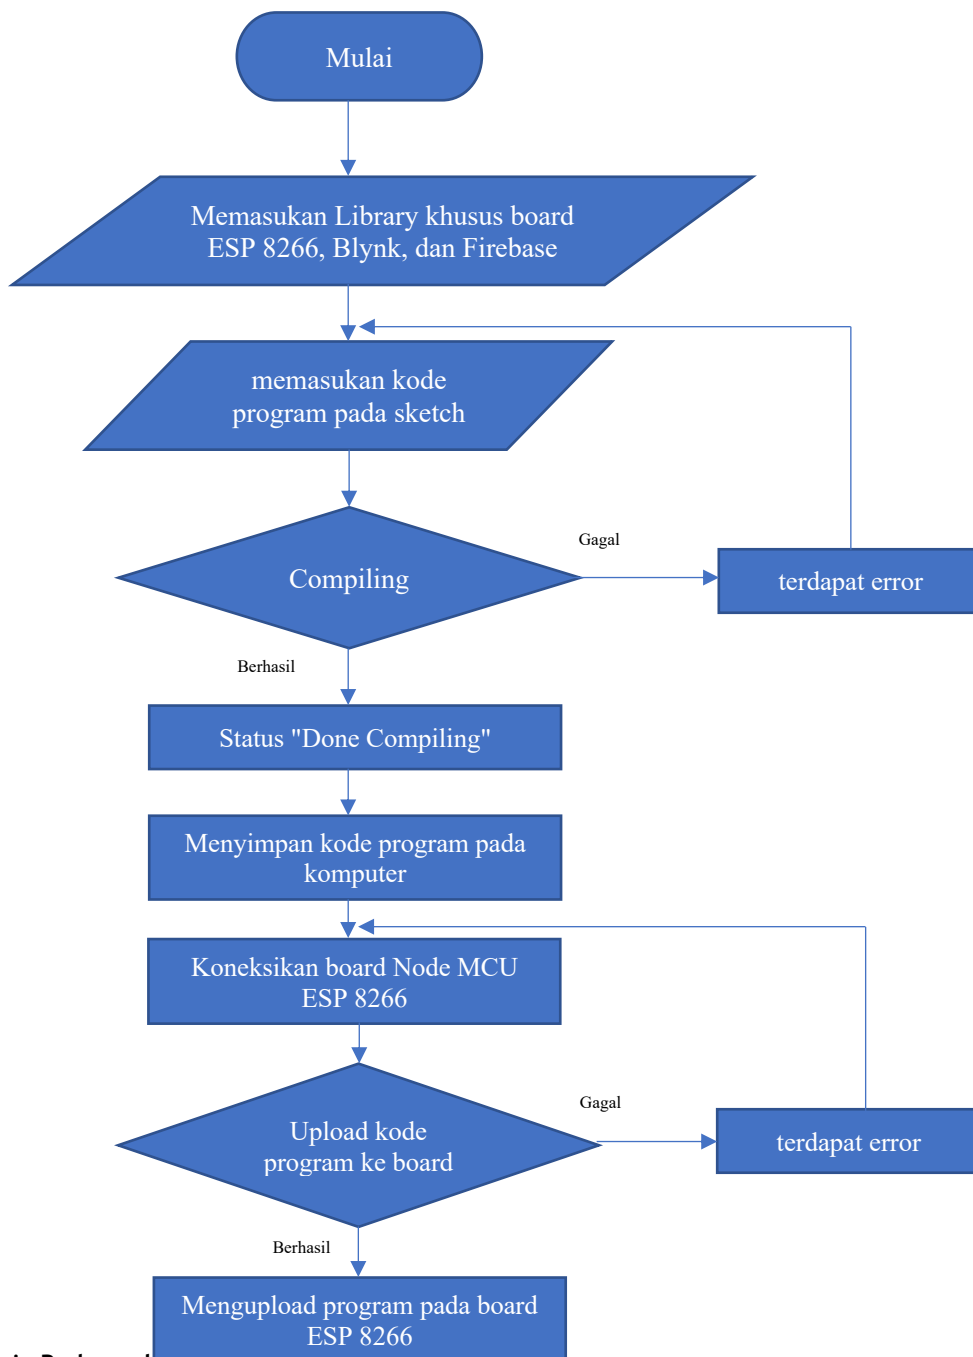 Mulai
Memasukan Library khusus board
ESP 8266, Blynk, dan Firebase
memasukan kode
program pada sketch
Compiling
Gagal
terdapat error
Berhasil
Status "Done Compiling"
Menyimpan kode program pada
komputer
Koneksikan board Node MCU
ESP 8266
Upload kode
program ke board
Gagal
terdapat error
Berhasil
Mengupload program pada board
ESP 8266